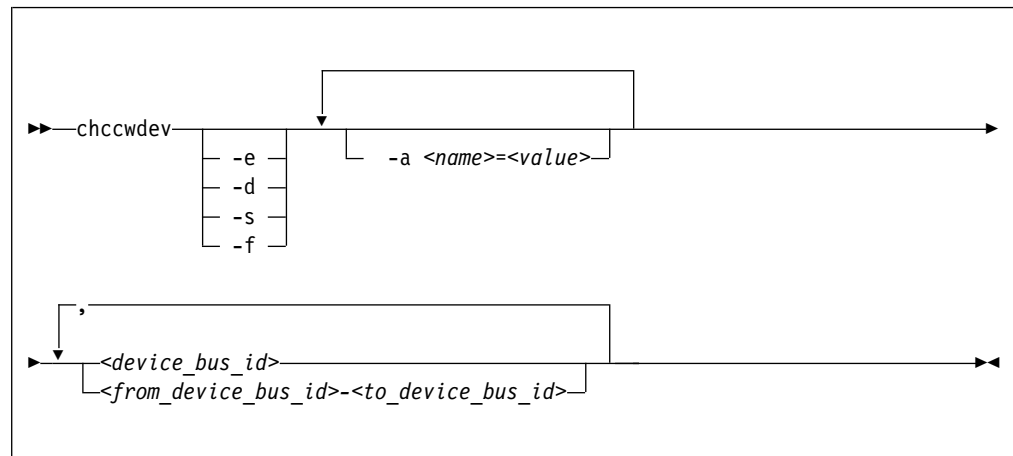 chccwdev
-e
-d
-s
-f
-a <name>=<value>
,
<device_bus_id>
<from_device_bus_id>-<to_device_bus_id>